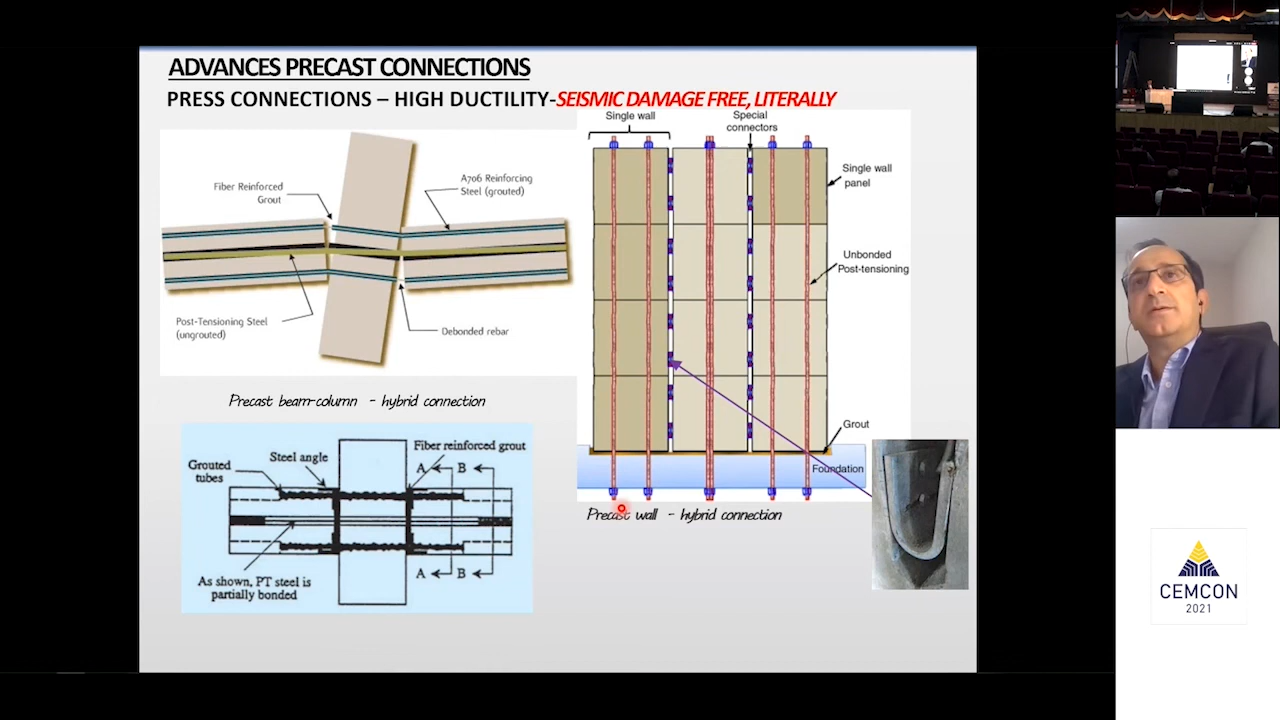 ADVANCES PRECAST CONNECTIONS
PRESS CONNECTIONS – HIGH DUCTILITY-SEISMIC DAMAGE FREE, LITERALLY
Fiber Reinforced
Grout
A706 Reinforcing
Steel (grouted)
Post-Tensioning Steel
(ungrouted)
Debonded rebar
Precast beam-column - hybrid connection
Single wall
Special
connectors
Single wall
panel
Unbonded
Post-tensioning
Grout
Foundation
Precast wall - hybrid connection
Grouted
tubes
Steel angle
Fiber reinforced grout
A B
A B
As shown, PT steel is
partially bonded
CEMCON
2021